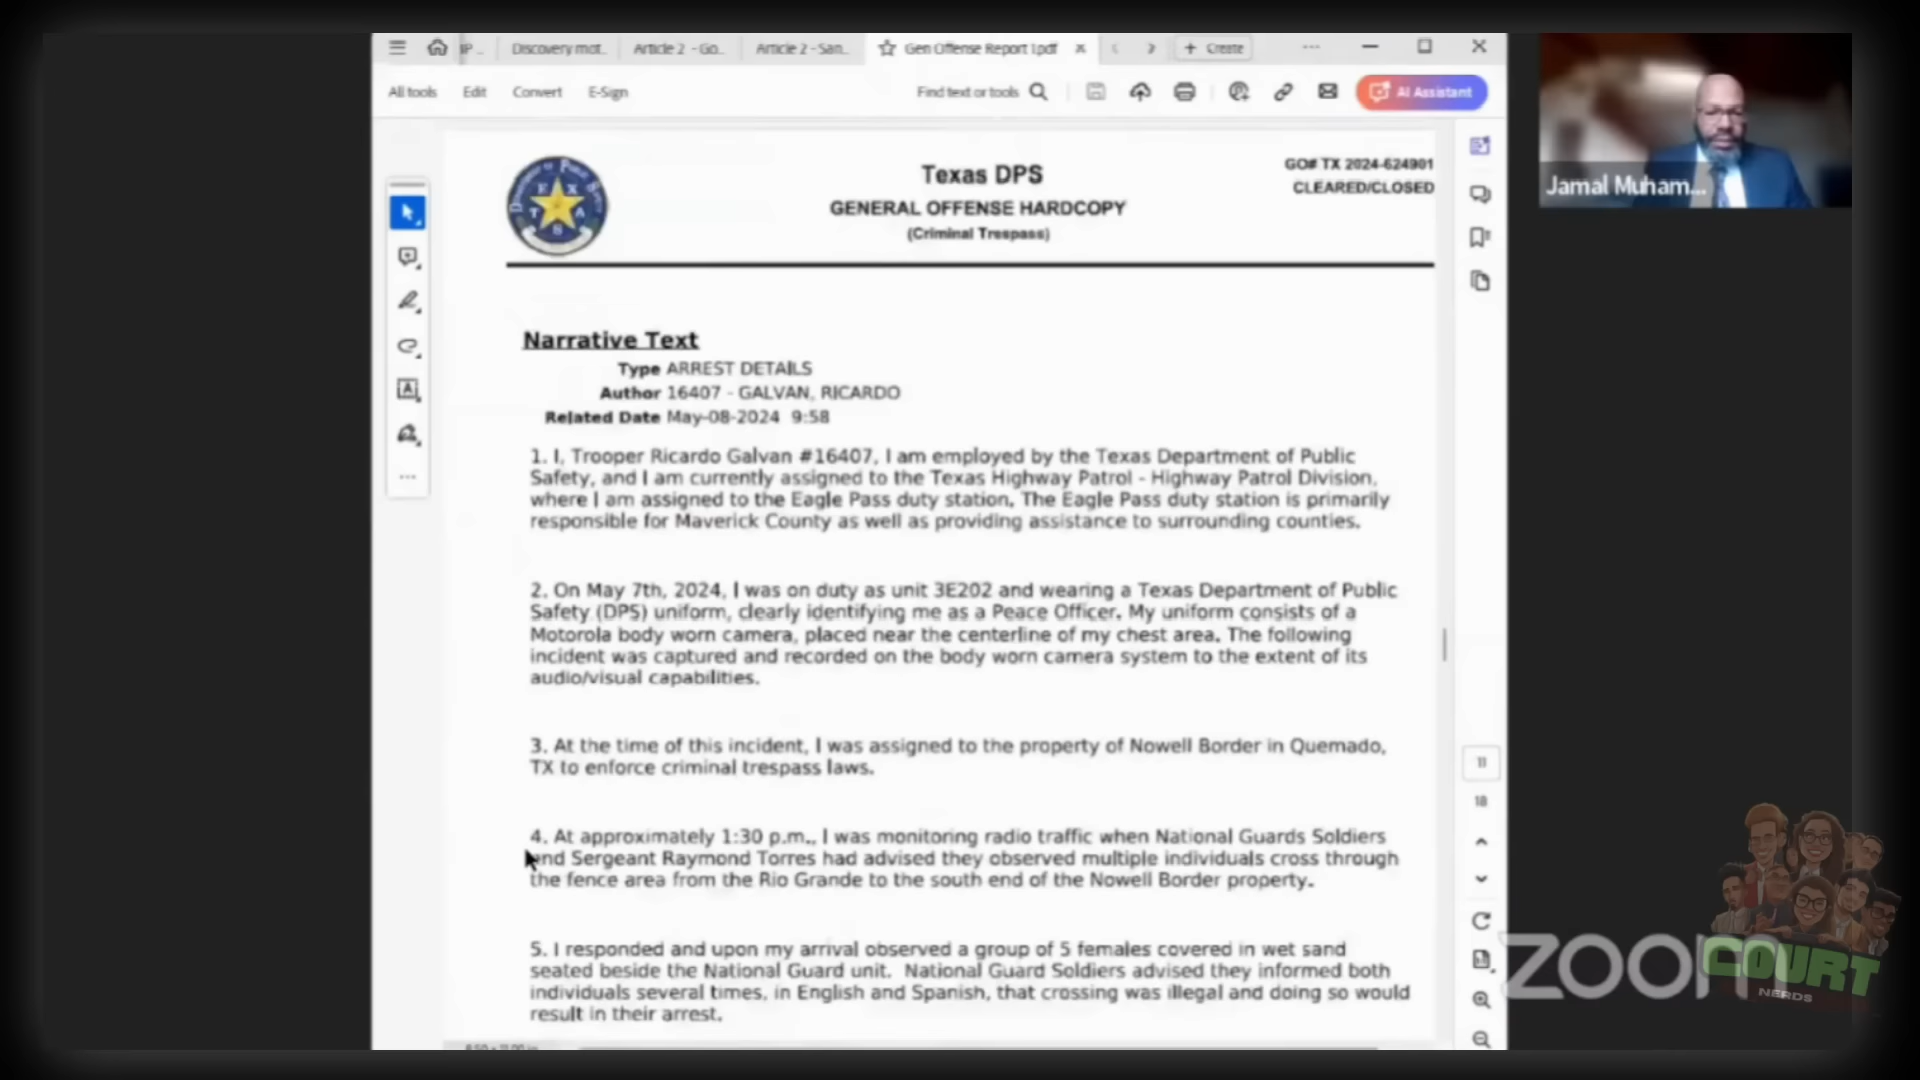 Discovery mot..
Article 2 - Go..
Article 2 - San..
Gen Offense Report 1.pdf
Create
All tools
Edit
Convert
E-Sign
Find text or tools
AI Assistant
Texas DPS
GENERAL OFFENSE HARDCOPY
(Criminal Trespass)
GO# TX 2024-624901
CLEARED/CLOSED
TEXAS
Narrative Text
Type ARREST DETAILS
Author 16407 - GALVAN, RICARDO
Related Date May-08-2024 9:58
1. I, Trooper Ricardo Galvan #16407, I am employed by the Texas Department of Public
Safety, and I am currently assigned to the Texas Highway Patrol - Highway Patrol Division,
where I am assigned to the Eagle Pass duty station. The Eagle Pass duty station is primarily
responsible for Maverick County as well as providing assistance to surrounding counties.
2. On May 7th, 2024, I was on duty as unit 3E202 and wearing a Texas Department of Public
Safety (DPS) uniform, clearly identifying me as a Peace Officer. My uniform consists of a
Motorola body worn camera, placed near the centerline of my chest area. The following
incident was captured and recorded on the body worn camera system to the extent of its
audio/visual capabilities.
3. At the time of this incident, I was assigned to the property of Nowell Border in Quemado,
TX to enforce criminal trespass laws.
4. At approximately 1:30 p.m., I was monitoring radio traffic when National Guards Soldiers
and Sergeant Raymond Torres had advised they observed multiple individuals cross through
the fence area from the Rio Grande to the south end of the Nowell Border property.
5. I responded and upon my arrival observed a group of 5 females covered in wet sand
seated beside the National Guard unit. National Guard Soldiers advised they informed both
individuals several times, in English and Spanish, that crossing was illegal and doing so would
result in their arrest.
11
18
Jamal Muham...
zoom
COURT
NERDS